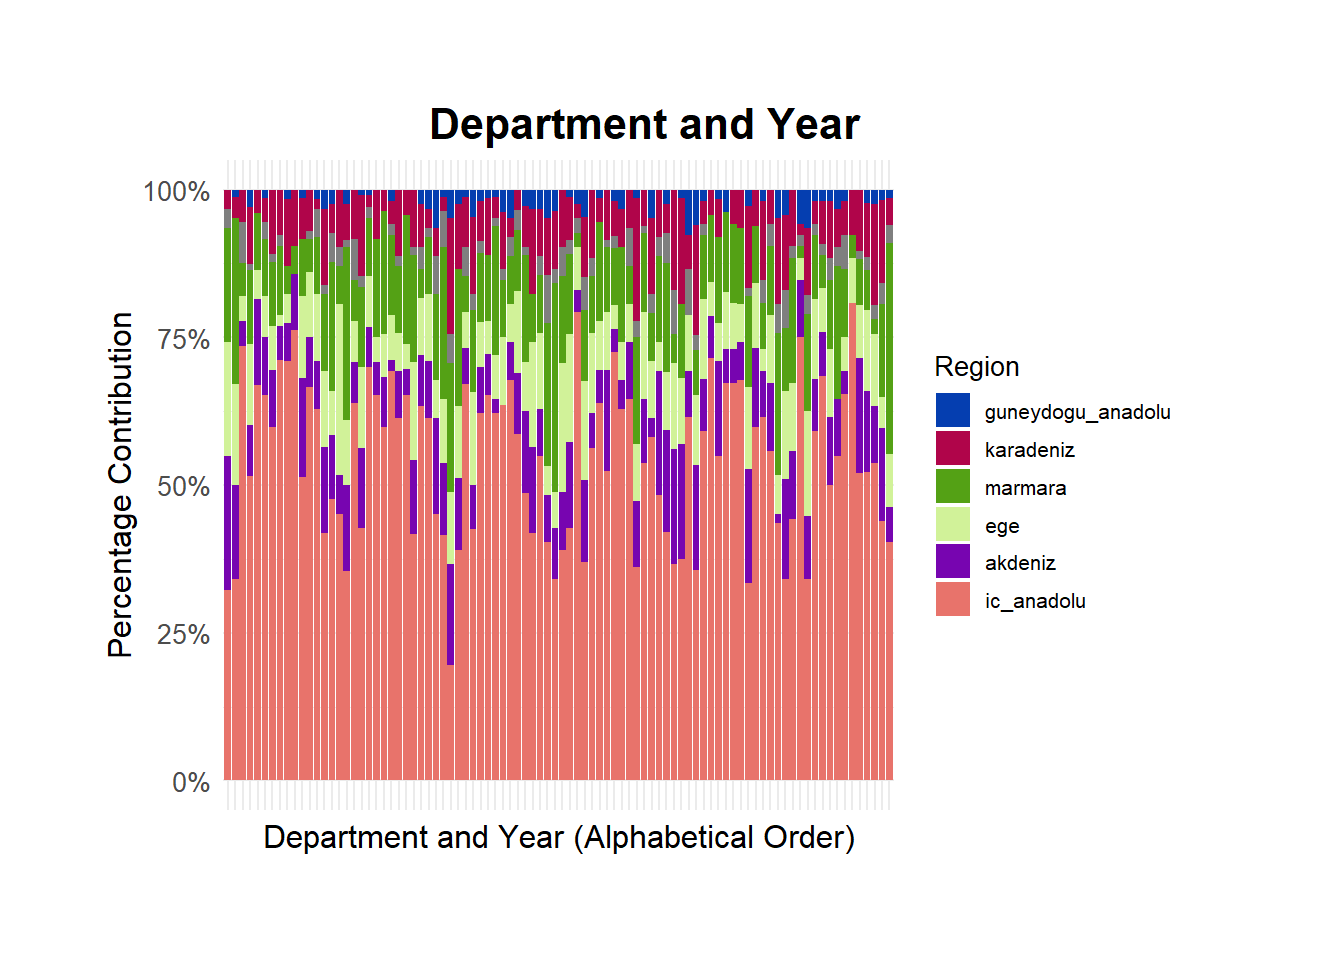 Department and Year
100%
75%
50%
25%
0%
Percentage Contribution
Department and Year (Alphabetical Order)
Region
guneydogu_anadolu
karadeniz
marmara
ege
akdeniz
ic_anadolu